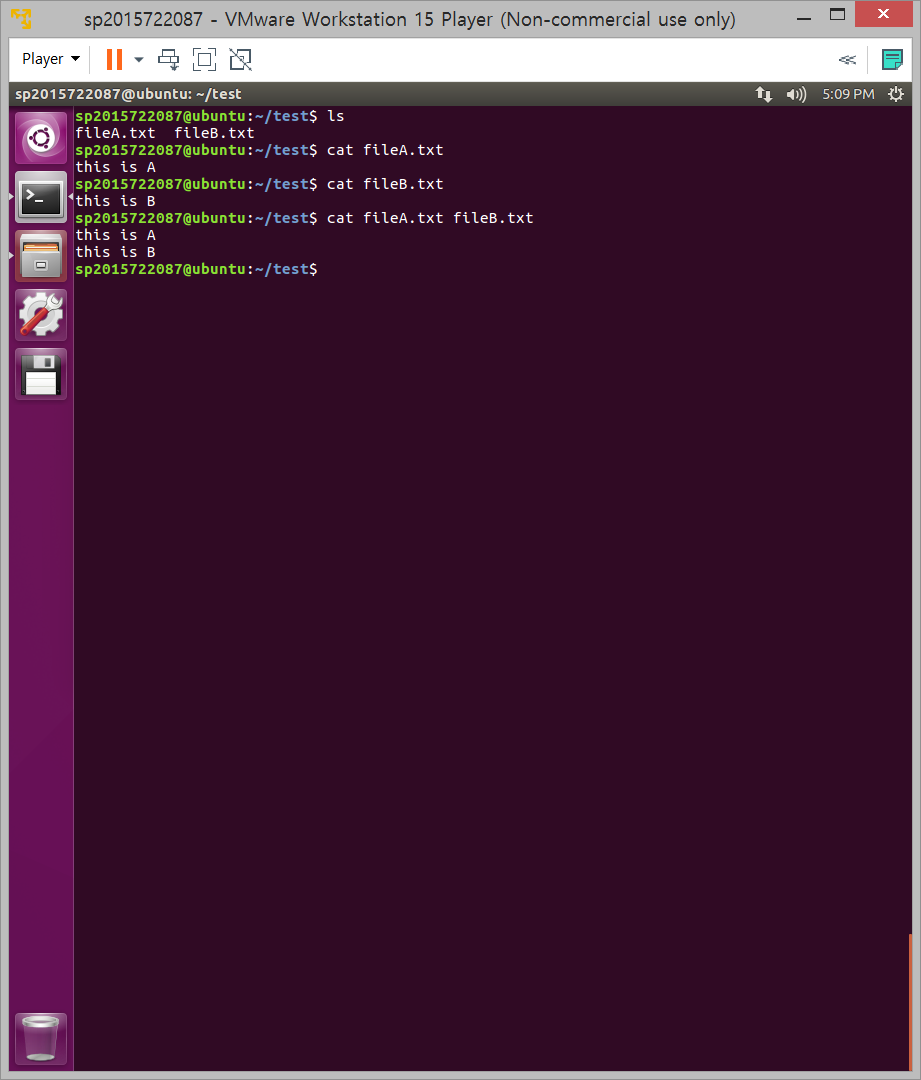 sp2015722087 - VMware Workstation 15 Player (Non-commercial use only)
Player
sp2015722087@ubuntu: ~/test
5:09 PM
sp2015722087@ubuntu:~/test$ ls
fileA.txt  fileB.txt
sp2015722087@ubuntu:~/test$ cat fileA.txt
this is A
sp2015722087@ubuntu:~/test$ cat fileB.txt
this is B
sp2015722087@ubuntu:~/test$ cat fileA.txt fileB.txt
this is A
this is B
sp2015722087@ubuntu:~/test$